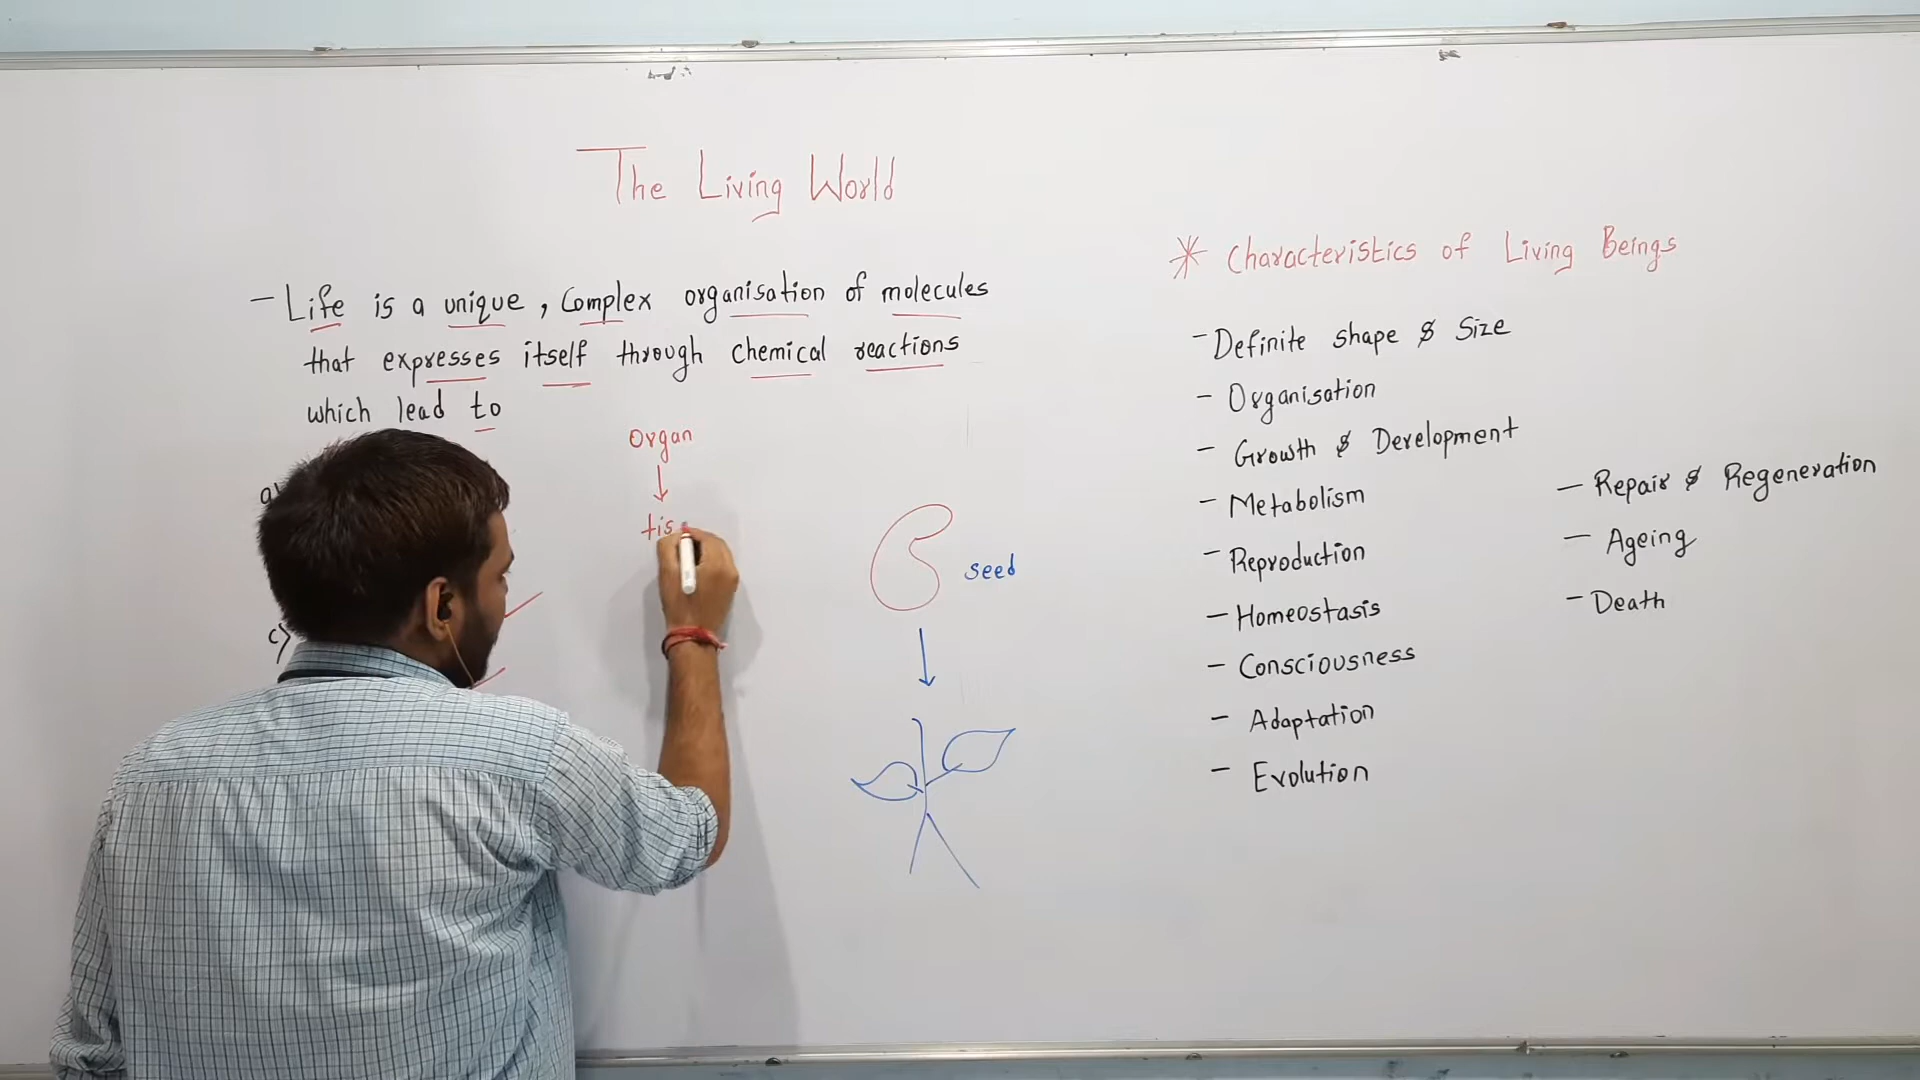 The Living World
- Life is a unique, Complex organisation of molecules
that expresses itself through chemical reactions
which lead to
a)
c)
Organ
↓
tis
seed
* Characteristics of Living Beings
- Definite shape & Size
- Organisation
- Growth & Development
- Metabolism
- Reproduction
- Homeostasis
- Consciousness
- Adaptation
- Evolution
- Repair & Regeneration
- Ageing
- Death